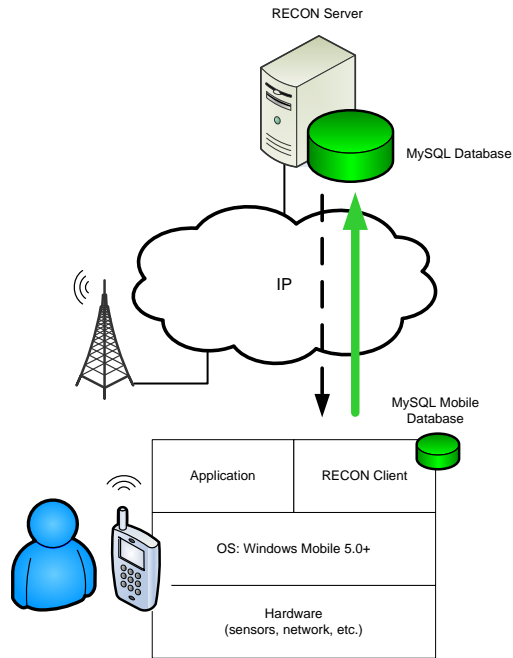 RECON Server
MySQL Database
IP
MySQL Mobile
Database
Application
RECON Client
OS: Windows Mobile 5.0+
Hardware
(sensors, network, etc.)